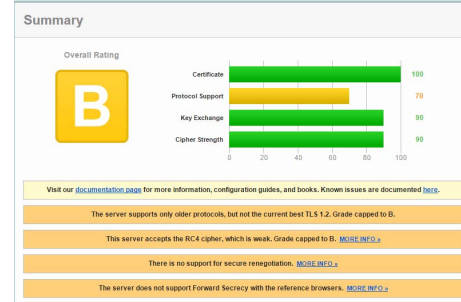 Summary
Overall Rating
B
Certificate 100
Protocol Support 70
Key Exchange 90
Cipher Strength 90
0 20 40 60 80 100
Visit our documentation page for more information, configuration guides, and books. Known issues are documented here.
The server supports only older protocols, but not the current best TLS 1.2. Grade capped to B.
This server accepts the RC4 cipher, which is weak. Grade capped to B. MORE INFO »
There is no support for secure renegotiation. MORE INFO »
The server does not support Forward Secrecy with the reference browsers. MORE INFO »